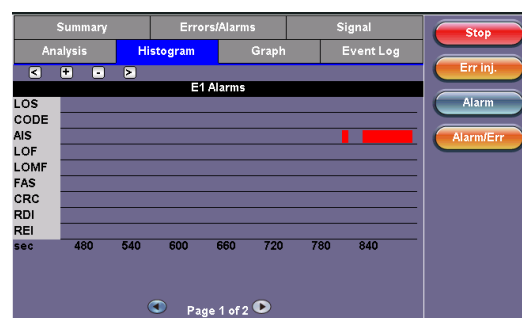 Summary Errors/Alarms Signal
Analysis Histogram Graph Event Log
< + - >
E1 Alarms
LOS
CODE
AIS
LOF
LOMF
FAS
CRC
RDI
REI
sec 480 540 600 660 720 780 840
Page 1 of 2
Stop
Err inj.
Alarm
Alarm/Err